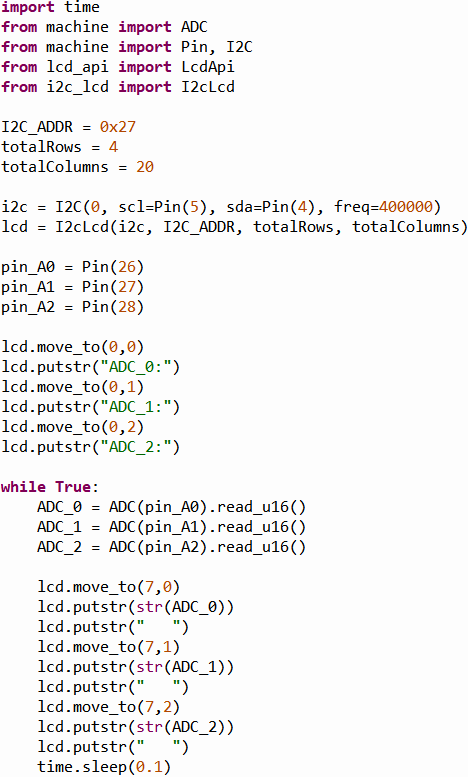 import time
from machine import ADC
from machine import Pin, I2C
from lcd_api import LcdApi
from i2c_lcd import I2cLcd

I2C_ADDR = 0x27
totalRows = 4
totalColumns = 20

i2c = I2C(0, scl=Pin(5), sda=Pin(4), freq=400000)
lcd = I2cLcd(i2c, I2C_ADDR, totalRows, totalColumns)

pin_A0 = Pin(26)
pin_A1 = Pin(27)
pin_A2 = Pin(28)

lcd.move_to(0,0)
lcd.putstr("ADC_0:")
lcd.move_to(0,1)
lcd.putstr("ADC_1:")
lcd.move_to(0,2)
lcd.putstr("ADC_2:")

while True:
    ADC_0 = ADC(pin_A0).read_u16()
    ADC_1 = ADC(pin_A1).read_u16()
    ADC_2 = ADC(pin_A2).read_u16()

    lcd.move_to(7,0)
    lcd.putstr(str(ADC_0))
    lcd.putstr("   ")
    lcd.move_to(7,1)
    lcd.putstr(str(ADC_1))
    lcd.putstr("   ")
    lcd.move_to(7,2)
    lcd.putstr(str(ADC_2))
    lcd.putstr("   ")
    time.sleep(0.1)